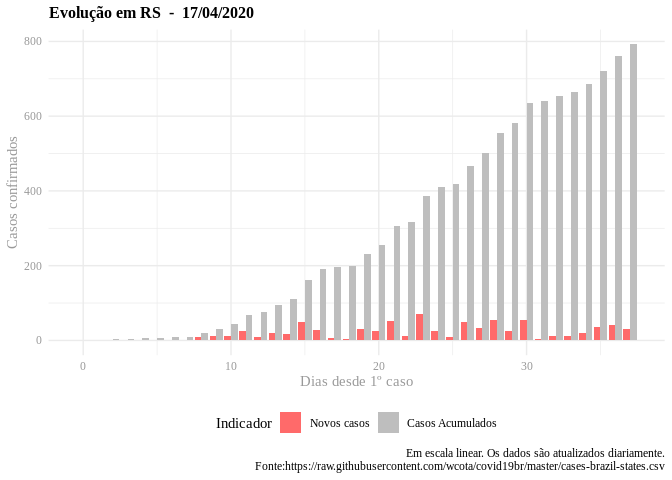 Evolução em RS - 17/04/2020
800
600
400
200
0
Casos confirmados
0 10 20 30
Dias desde 1º caso
Indicador Novos casos Casos Acumulados
Em escala linear. Os dados são atualizados diariamente.
Fonte:https://raw.githubusercontent.com/wcota/covid19br/master/cases-brazil-states.csv